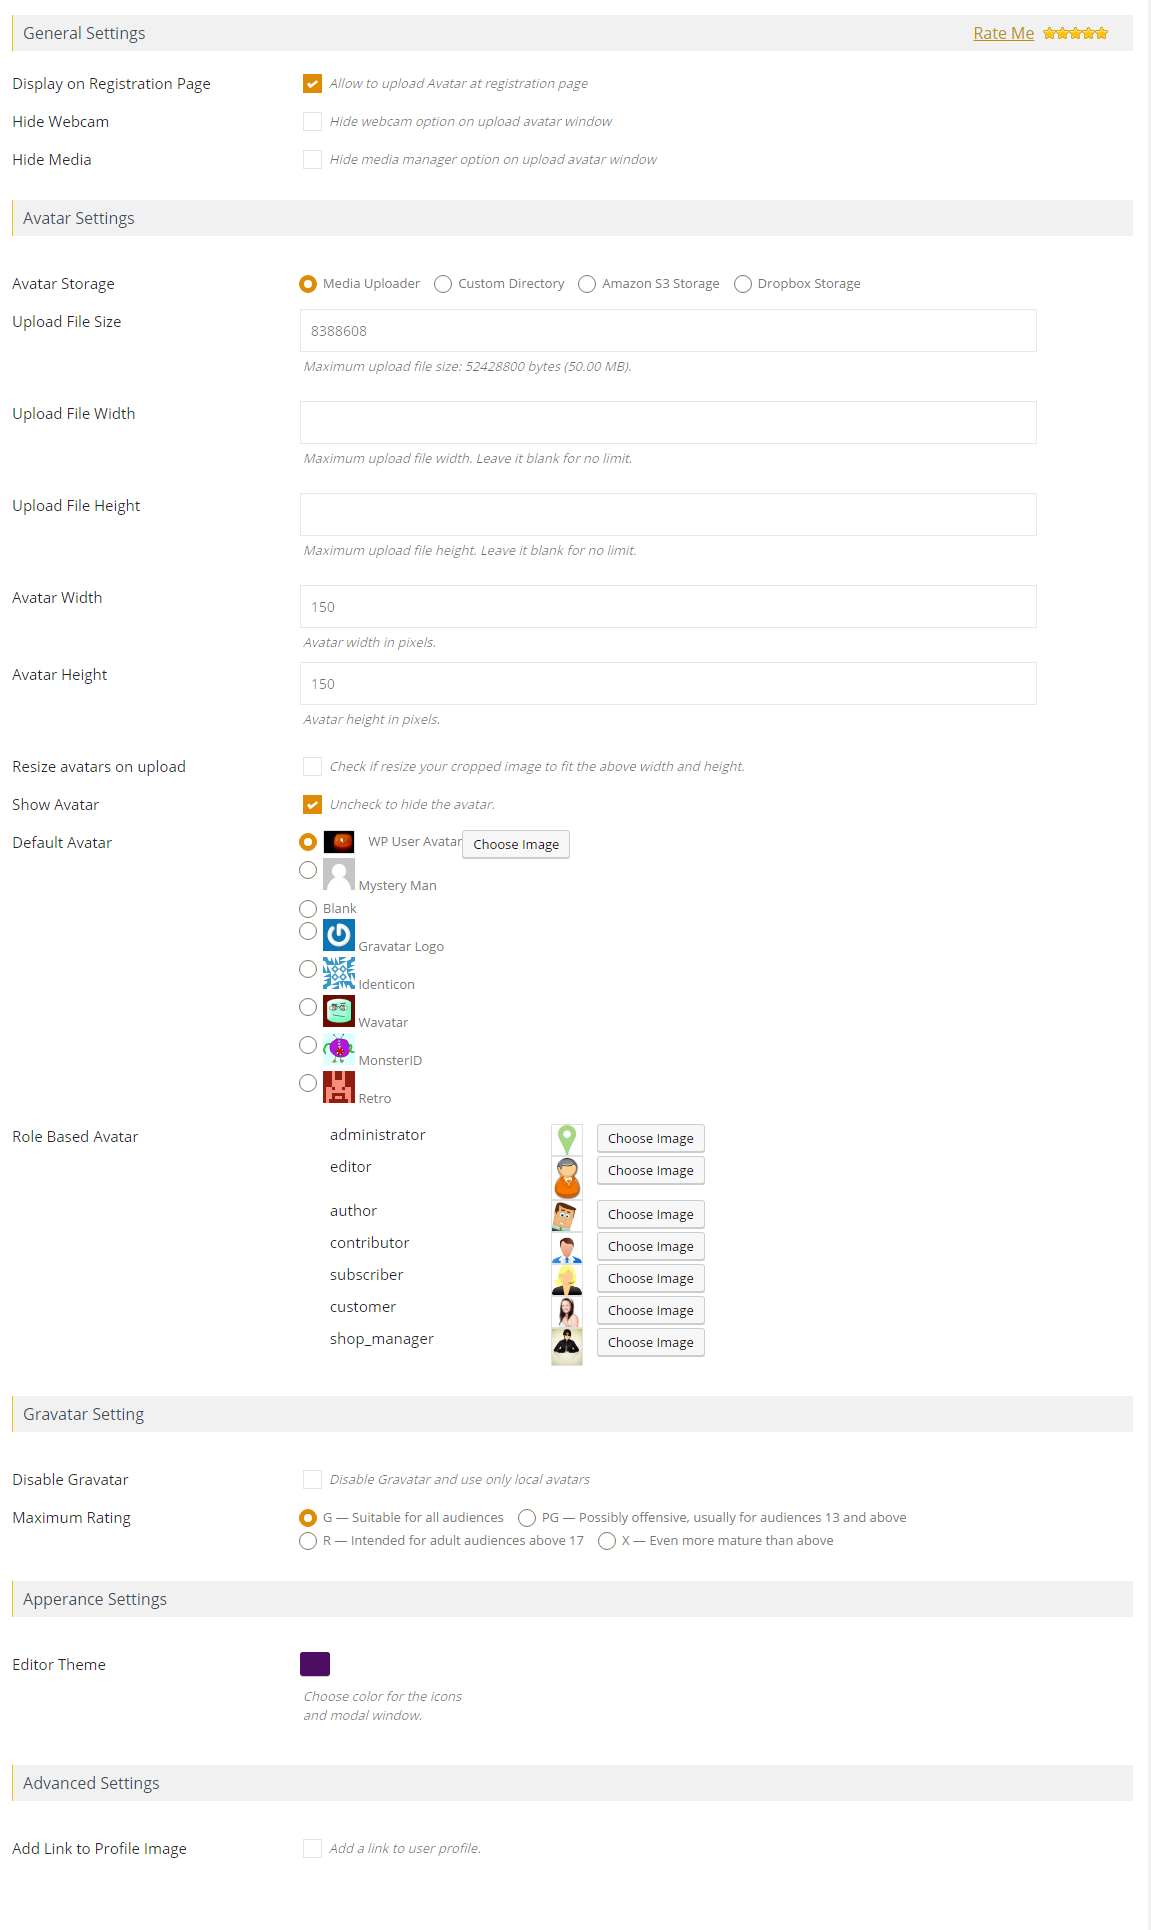 General Settings
Rate Me
Display on Registration Page
Allow to upload Avatar at registration page
Hide Webcam
Hide webcam option on upload avatar window
Hide Media
Hide media manager option on upload avatar window
Avatar Settings
Avatar Storage
Media Uploader Custom Directory Amazon S3 Storage Dropbox Storage
Upload File Size
8388608
Maximum upload file size: 52428800 bytes (50.00 MB).
Upload File Width
Maximum upload file width. Leave it blank for no limit.
Upload File Height
Maximum upload file height. Leave it blank for no limit.
Avatar Width
150
Avatar width in pixels.
Avatar Height
150
Avatar height in pixels.
Resize avatars on upload
Check if resize your cropped image to fit the above width and height.
Show Avatar
Uncheck to hide the avatar.
Default Avatar
WP User Avatar Choose Image
Mystery Man
Blank
Gravatar Logo
Identicon
Wavatar
MonsterID
Retro
Role Based Avatar
administrator Choose Image
editor Choose Image
author Choose Image
contributor Choose Image
subscriber Choose Image
customer Choose Image
shop_manager Choose Image
Gravatar Setting
Disable Gravatar
Disable Gravatar and use only local avatars
Maximum Rating
G — Suitable for all audiences PG — Possibly offensive, usually for audiences 13 and above
R — Intended for adult audiences above 17 X — Even more mature than above
Apperance Settings
Editor Theme
Choose color for the icons
and modal window.
Advanced Settings
Add Link to Profile Image
Add a link to user profile.